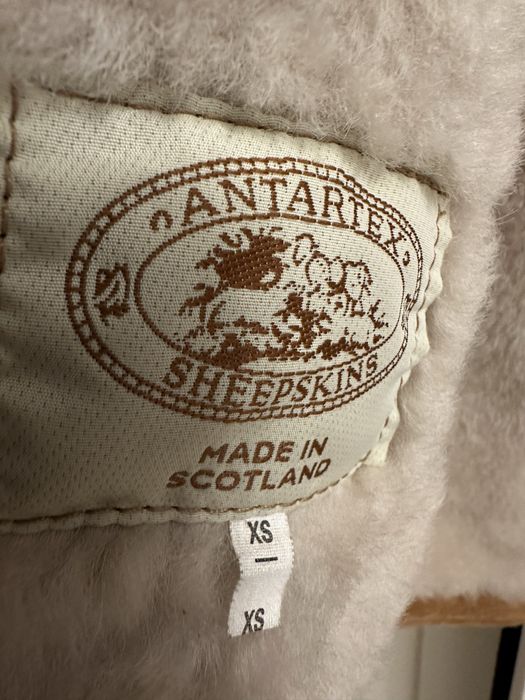 ANTARTEX
SHEEPSKINS
MADE IN
SCOTLAND
XS
XS